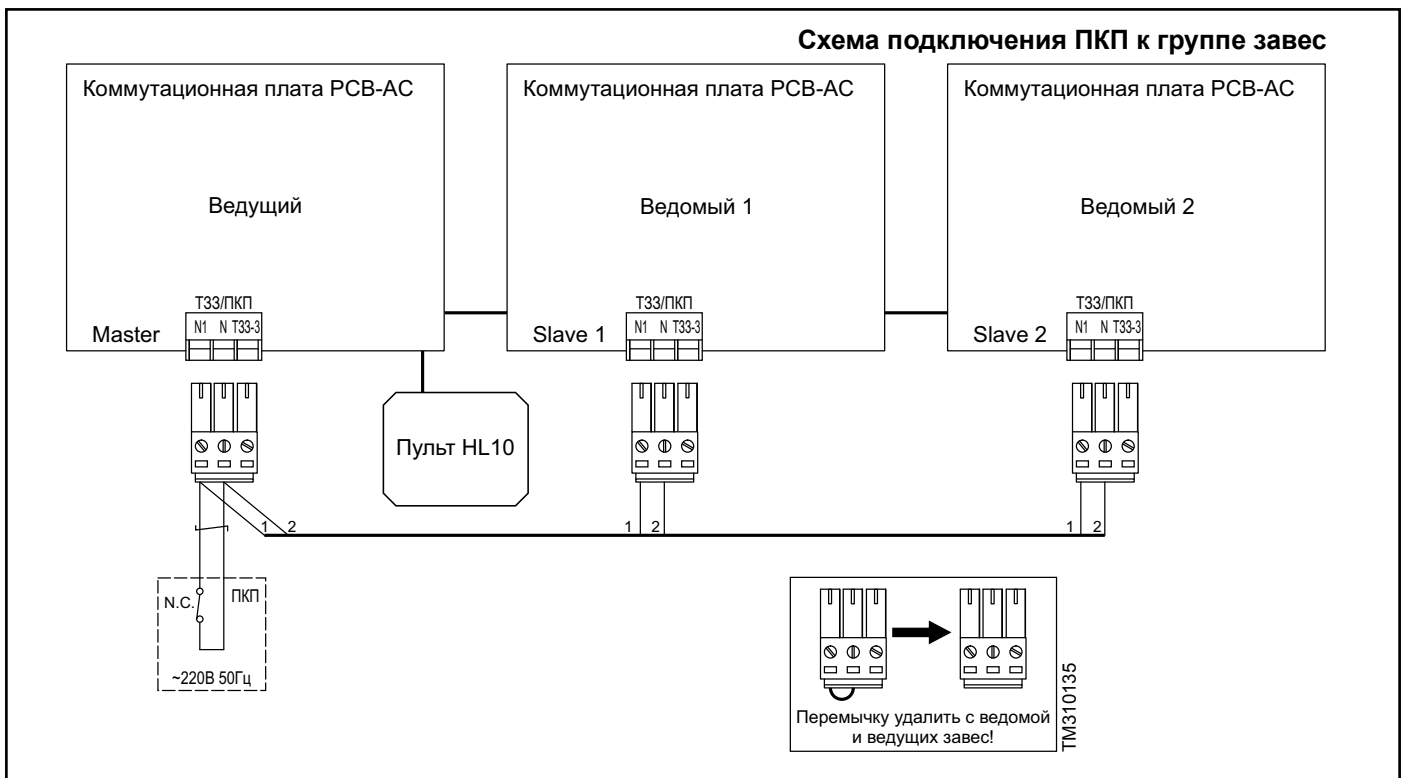 Схема подключения ПКП к группе завес
Коммутационная плата PCB-AC
Коммутационная плата PCB-AC
Коммутационная плата PCB-AC
Ведущий
Ведомый 1
Ведомый 2
ТЗЗ/ПКП
ТЗЗ/ПКП
ТЗЗ/ПКП
Master
N1 N ТЗЗ-3
Slave 1
N1 N ТЗЗ-3
Slave 2
N1 N ТЗЗ-3
Пульт HL10
1 2
1 2
1 2
N.C.
ПКП
~220В 50Гц
Перемычку удалить с ведомой
и ведущих завес!
TM310135